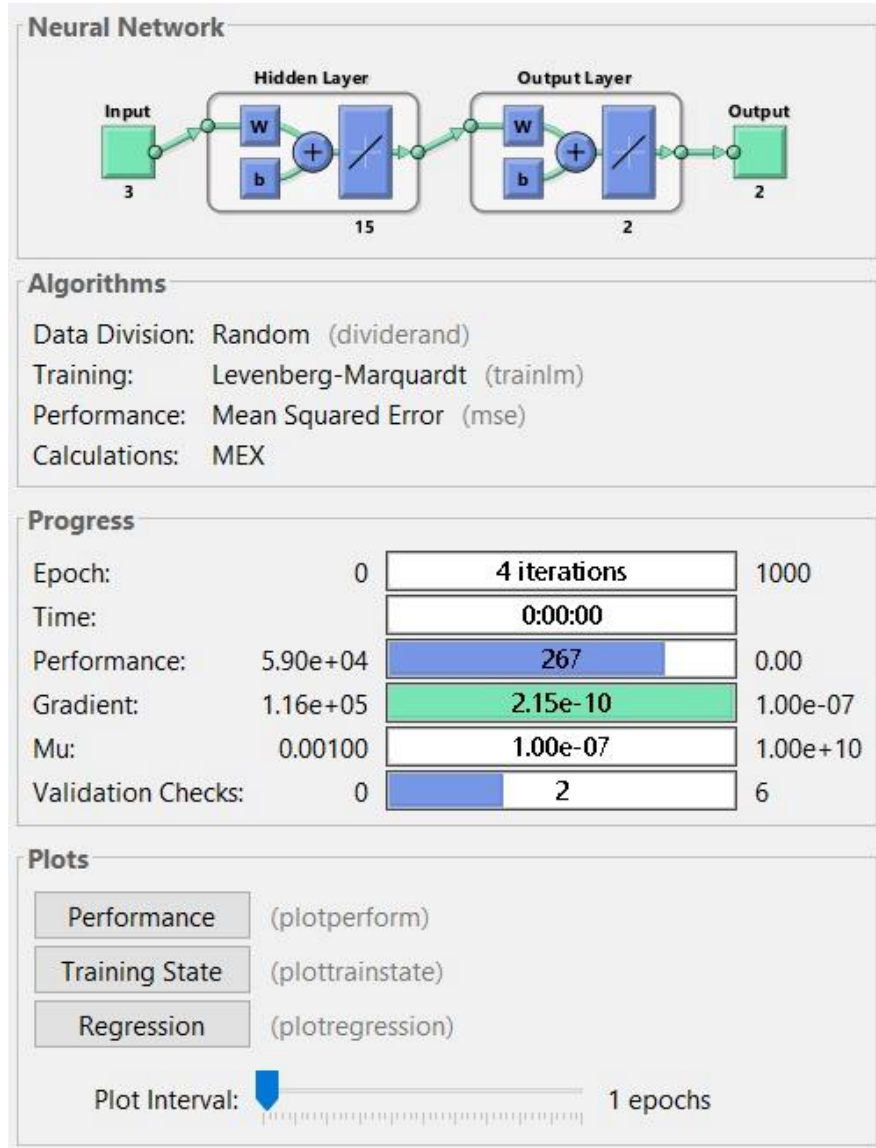 Neural Network
Hidden Layer Output Layer
Input Output
W W
+ +
b b
3 2
15 2
Algorithms
Data Division: Random (dividerand)
Training: Levenberg-Marquardt (trainlm)
Performance: Mean Squared Error (mse)
Calculations: MEX
Progress
Epoch: 0 4 iterations 1000
Time: 0:00:00
Performance: 5.90e+04 267 0.00
Gradient: 1.16e+05 2.15e-10 1.00e-07
Mu: 0.00100 1.00e-07 1.00e+10
Validation Checks: 0 2 6
Plots
Performance (plotperform)
Training State (plottrainstate)
Regression (plotregression)
Plot Interval: 1 epochs